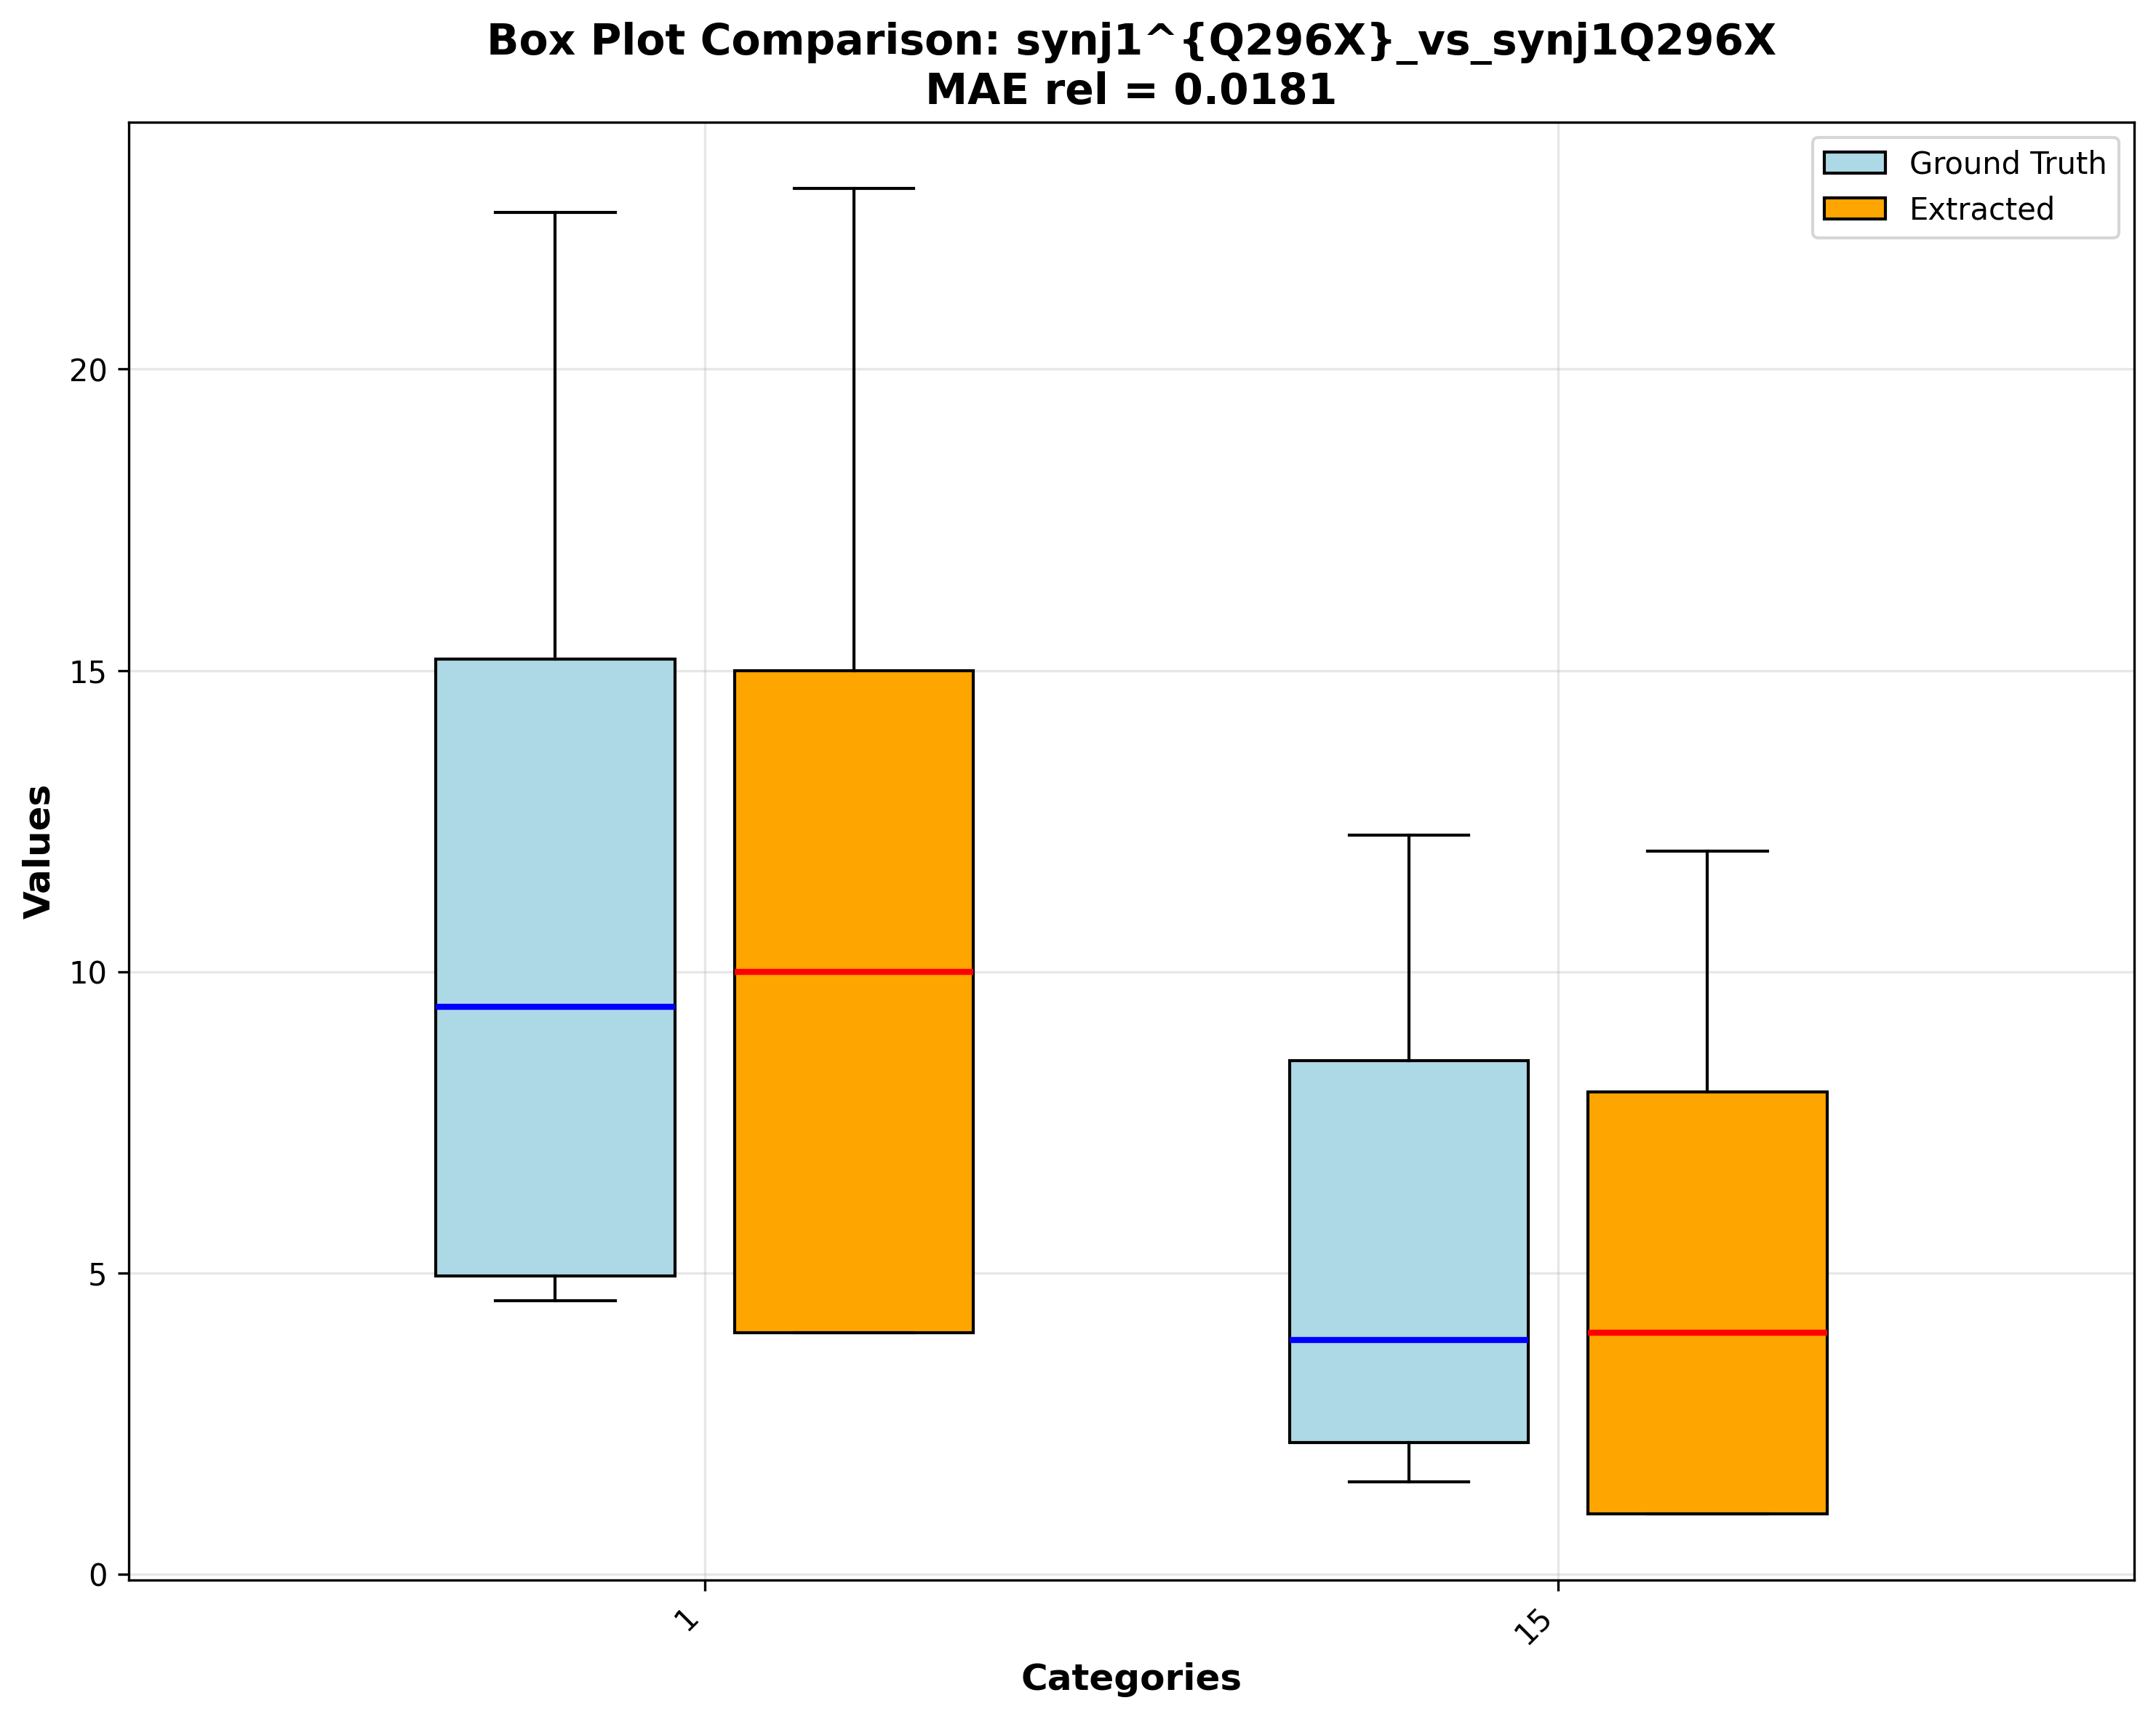 Box Plot Comparison: synj1^{Q296X}_vs_synj1Q296X
MAE rel = 0.0181
Ground Truth
Extracted
Values
20
15
10
5
0
1
15
Categories